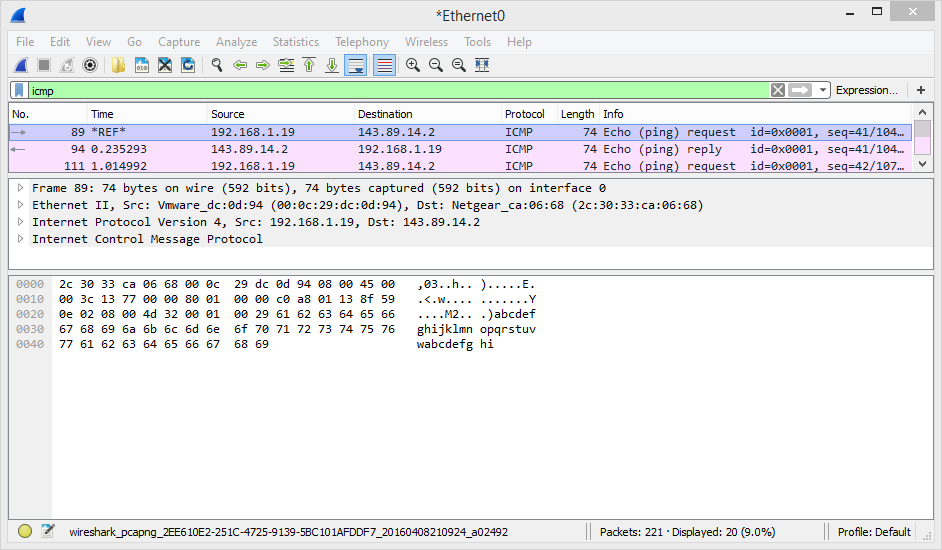 *Ethernet0
File Edit View Go Capture Analyze Statistics Telephony Wireless Tools Help
icmp Expression... +
No. Time Source Destination Protocol Length Info
89 *REF* 192.168.1.19 143.89.14.2 ICMP 74 Echo (ping) request id=0x0001, seq=41/104…
94 0.235293 143.89.14.2 192.168.1.19 ICMP 74 Echo (ping) reply id=0x0001, seq=41/104…
111 1.014992 192.168.1.19 143.89.14.2 ICMP 74 Echo (ping) request id=0x0001, seq=42/107…
Frame 89: 74 bytes on wire (592 bits), 74 bytes captured (592 bits) on interface 0
Ethernet II, Src: Vmware_dc:0d:94 (00:0c:29:dc:0d:94), Dst: Netgear_ca:06:68 (2c:30:33:ca:06:68)
Internet Protocol Version 4, Src: 192.168.1.19, Dst: 143.89.14.2
Internet Control Message Protocol
0000 2c 30 33 ca 06 68 00 0c 29 dc 0d 94 08 00 45 00 ,03..h.. ).....E.
0010 00 3c 13 77 00 00 80 01 00 00 c0 a8 01 13 8f 59 .<.w.... .......Y
0020 0e 02 08 00 4d 32 00 01 00 29 61 62 63 64 65 66 ....M2.. .)abcdef
0030 67 68 69 6a 6b 6c 6d 6e 6f 70 71 72 73 74 75 76 ghijklmn opqrstuv
0040 77 61 62 63 64 65 66 67 68 69 wabcdefg hi
wireshark_pcapng_2EE610E2-251C-4725-9139-5BC101AFDDF7_20160408210924_a02492 Packets: 221 · Displayed: 20 (9.0%) Profile: Default